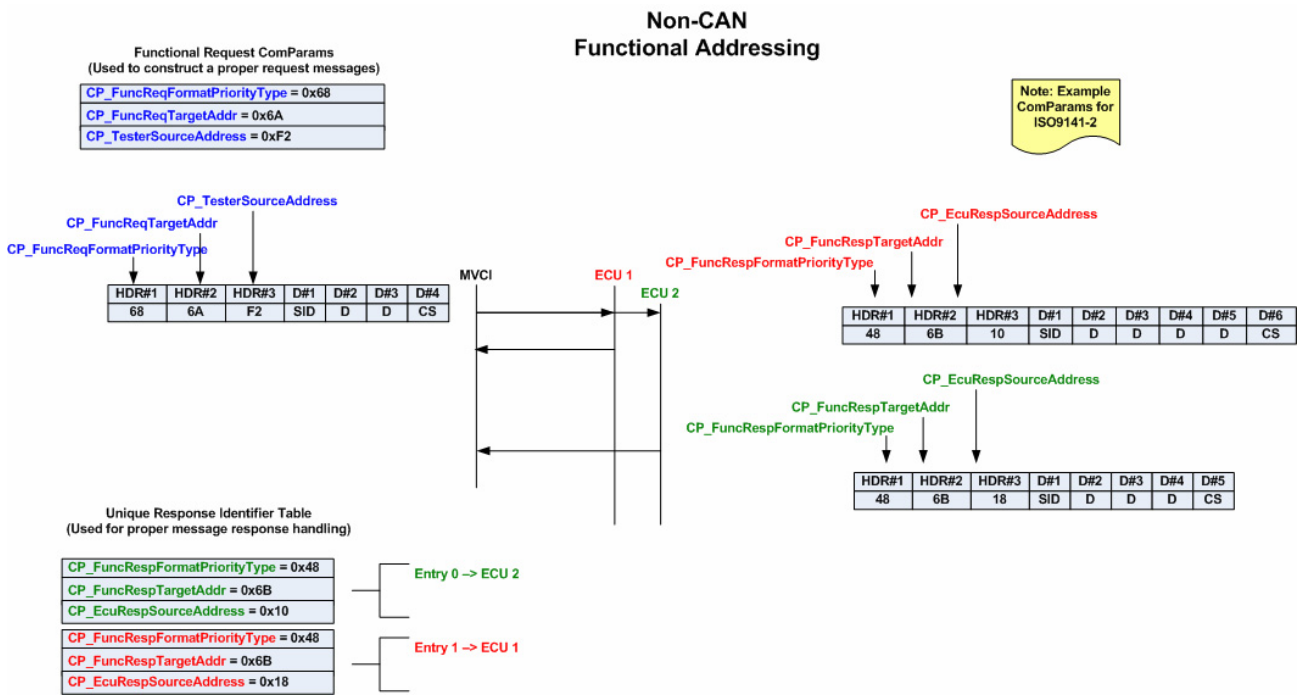 Non-CAN
Functional Addressing
Functional Request ComParams
(Used to construct a proper request messages)
CP_FuncReqFormatPriorityType = 0x68
CP_FuncReqTargetAddr = 0x6A
CP_TesterSourceAddress = 0xF2
Note: Example
ComParams for
ISO9141-2
CP_TesterSourceAddress
CP_FuncReqTargetAddr
CP_FuncReqFormatPriorityType
HDR#1 HDR#2 HDR#3 D#1 D#2 D#3 D#4
68 6A F2 SID D D CS
MVCI
ECU 1
ECU 2
CP_EcuRespSourceAddress
CP_FuncRespTargetAddr
CP_FuncRespFormatPriorityType
HDR#1 HDR#2 HDR#3 D#1 D#2 D#3 D#4 D#5 D#6
48 6B 10 SID D D D D CS
CP_EcuRespSourceAddress
CP_FuncRespTargetAddr
CP_FuncRespFormatPriorityType
HDR#1 HDR#2 HDR#3 D#1 D#2 D#3 D#4 D#5
48 6B 18 SID D D D CS
Unique Response Identifier Table
(Used for proper message response handling)
CP_FuncRespFormatPriorityType = 0x48
CP_FuncRespTargetAddr = 0x6B
CP_EcuRespSourceAddress = 0x10
Entry 0 –> ECU 2
CP_FuncRespFormatPriorityType = 0x48
CP_FuncRespTargetAddr = 0x6B
CP_EcuRespSourceAddress = 0x18
Entry 1 –> ECU 1